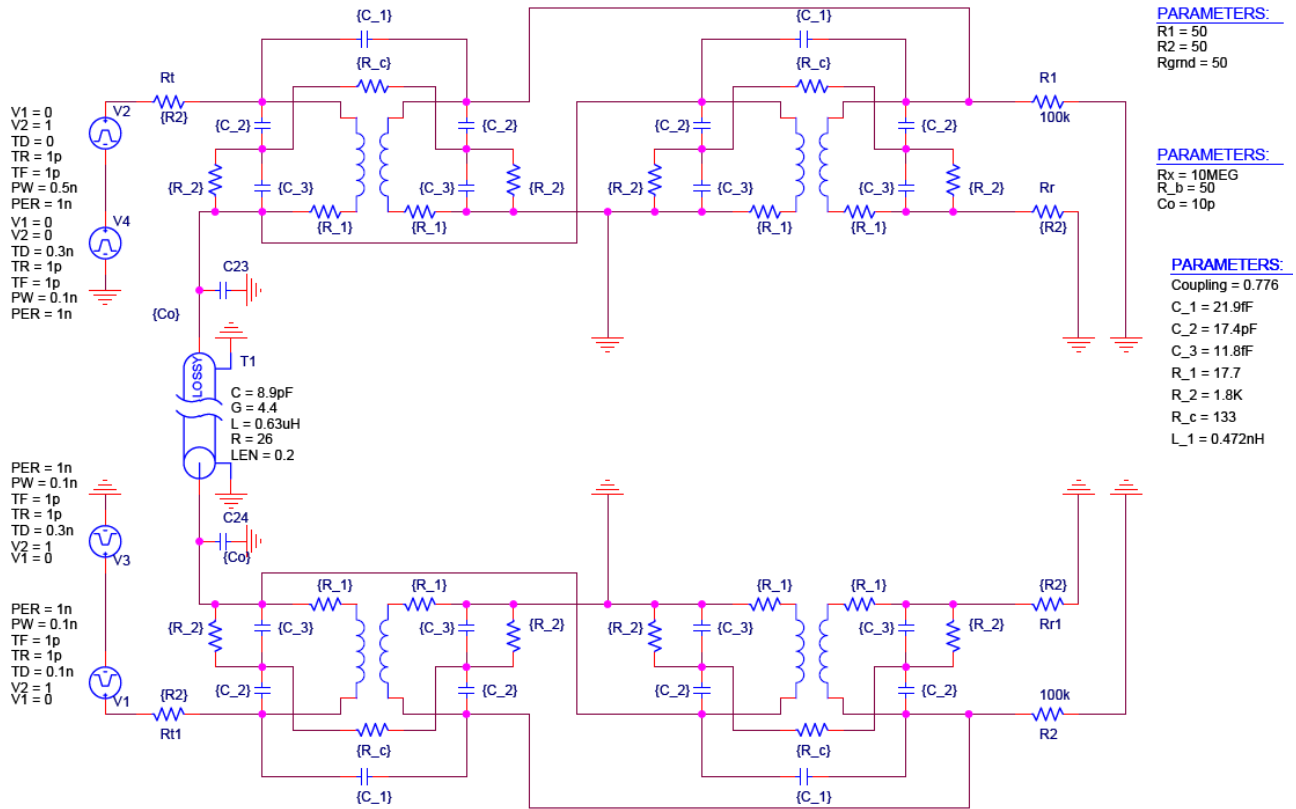 {C_1}
{C_1}
PARAMETERS:
R1 = 50
R2 = 50
Rgrnd = 50
{R_c}
{R_c}
Rt
R1
V1 = 0
V2 = 1
TD = 0
TR = 1p
TF = 1p
PW = 0.5n
PER = 1n
V2
{R2}
{C_2}
{C_2}
{C_2}
{C_2}
100k
PARAMETERS:
Rx = 10MEG
R_b = 50
Co = 10p
{R_2}
{C_3}
{C_3}
{R_2}
{R_2}
{C_3}
{C_3}
{R_2}
Rr
{R_1}
{R_1}
{R_1}
{R_1}
{R2}
V1 = 0
V2 = 0
TD = 0.3n
TR = 1p
TF = 1p
PW = 0.1n
PER = 1n
V4
C23
{Co}
PARAMETERS:
Coupling = 0.776
C_1 = 21.9fF
C_2 = 17.4pF
C_3 = 11.8fF
R_1 = 17.7
R_2 = 1.8K
R_c = 133
L_1 = 0.472nH
LOSSY
T1
C = 8.9pF
G = 4.4
L = 0.63uH
R = 26
LEN = 0.2
PER = 1n
PW = 0.1n
TF = 1p
TR = 1p
TD = 0.3n
V2 = 1
V1 = 0
V3
C24
{Co}
{R_1}
{R_1}
{R_1}
{R_1}
{R2}
{R_2}
{C_3}
{C_3}
{R_2}
{R_2}
{C_3}
{C_3}
{R_2}
Rr1
PER = 1n
PW = 0.1n
TF = 1p
TR = 1p
TD = 0.1n
V2 = 1
V1 = 0
V1
{R2}
{C_2}
{C_2}
{C_2}
{C_2}
100k
Rt1
R2
{R_c}
{R_c}
{C_1}
{C_1}